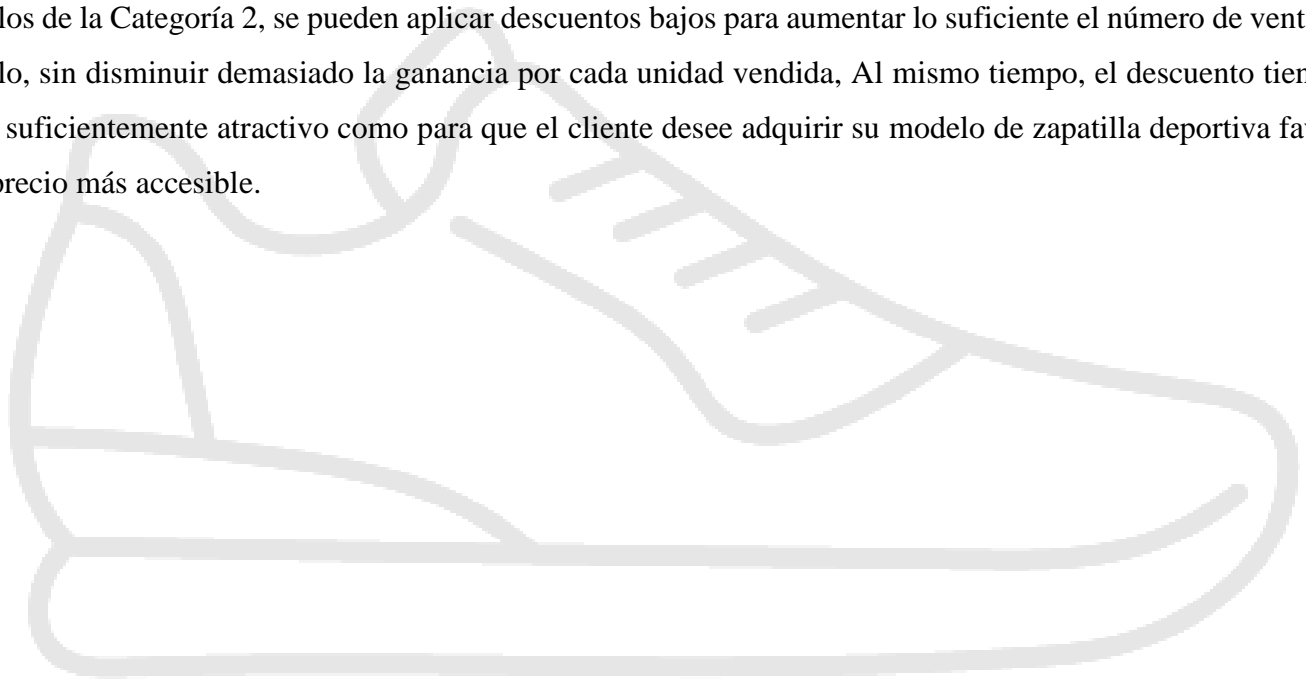 los de la Categoría 2, se pueden aplicar descuentos bajos para aumentar lo suficiente el número de vent
lo, sin disminuir demasiado la ganancia por cada unidad vendida, Al mismo tiempo, el descuento tien
suficientemente atractivo como para que el cliente desee adquirir su modelo de zapatilla deportiva fa
precio más accesible.